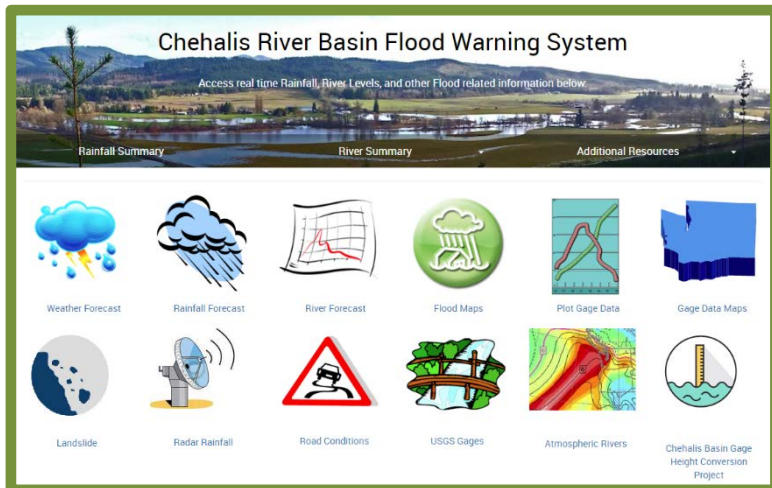 Chehalis River Basin Flood Warning System
Access real time Rainfall, River Levels, and other Flood related information below.
Rainfall Summary
River Summary
Additional Resources
Weather Forecast
Rainfall Forecast
River Forecast
Flood Maps
Plot Gage Data
Gage Data Maps
Landslide
Radar Rainfall
Road Conditions
USGS Gages
Atmospheric Rivers
Chehalis Basin Gage
Height Conversion
Project